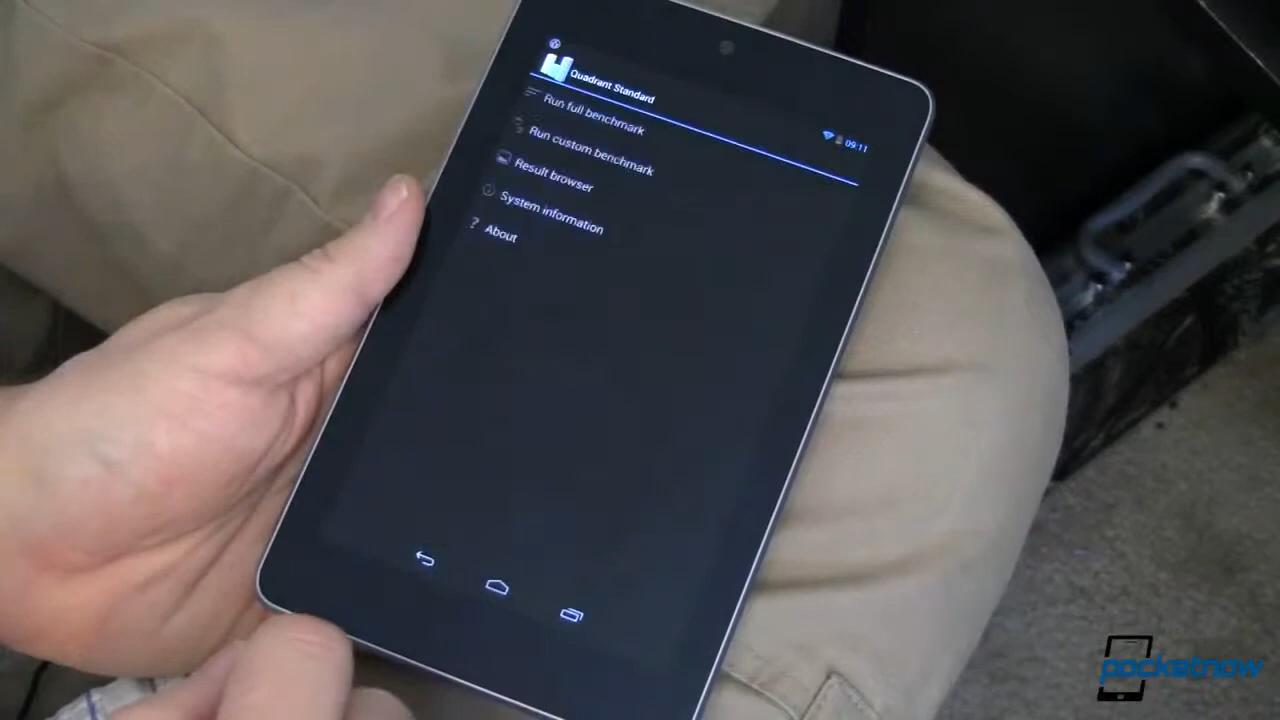 Quadrant Standard
09:11
Run full benchmark
Run custom benchmark
Result browser
System information
? About
pocketnow